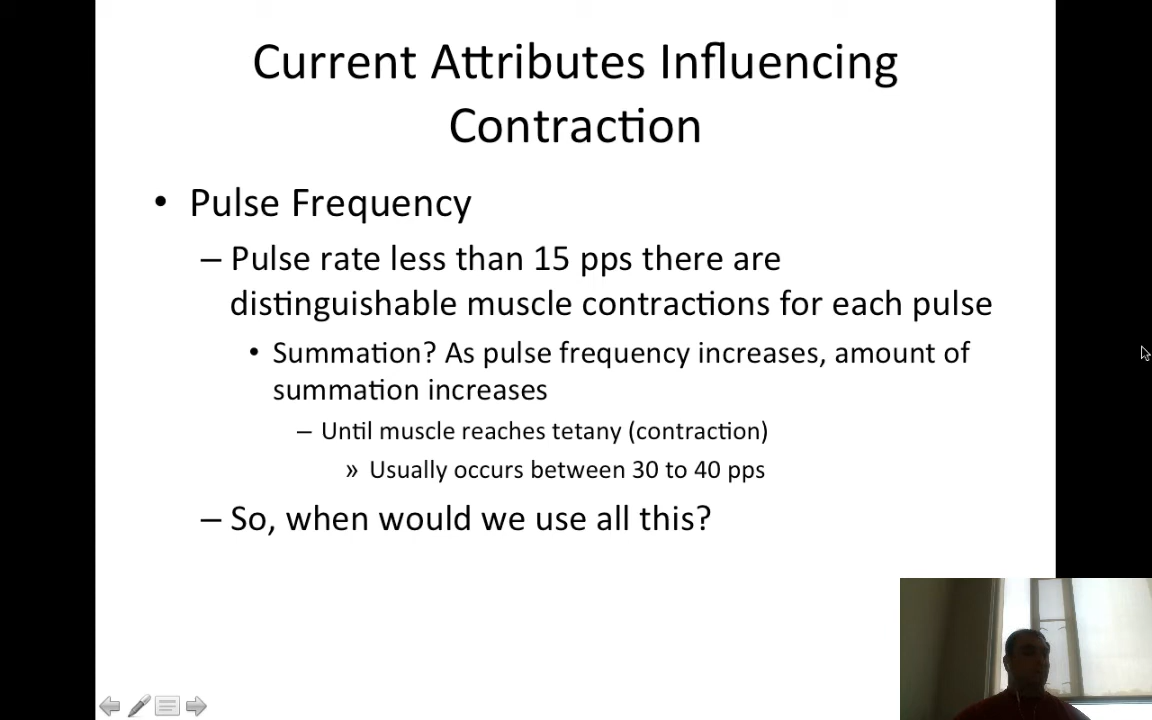 Current Attributes Influencing
Contraction
• Pulse Frequency
– Pulse rate less than 15 pps there are
distinguishable muscle contractions for each pulse
• Summation? As pulse frequency increases, amount of
summation increases
– Until muscle reaches tetany (contraction)
» Usually occurs between 30 to 40 pps
– So, when would we use all this?